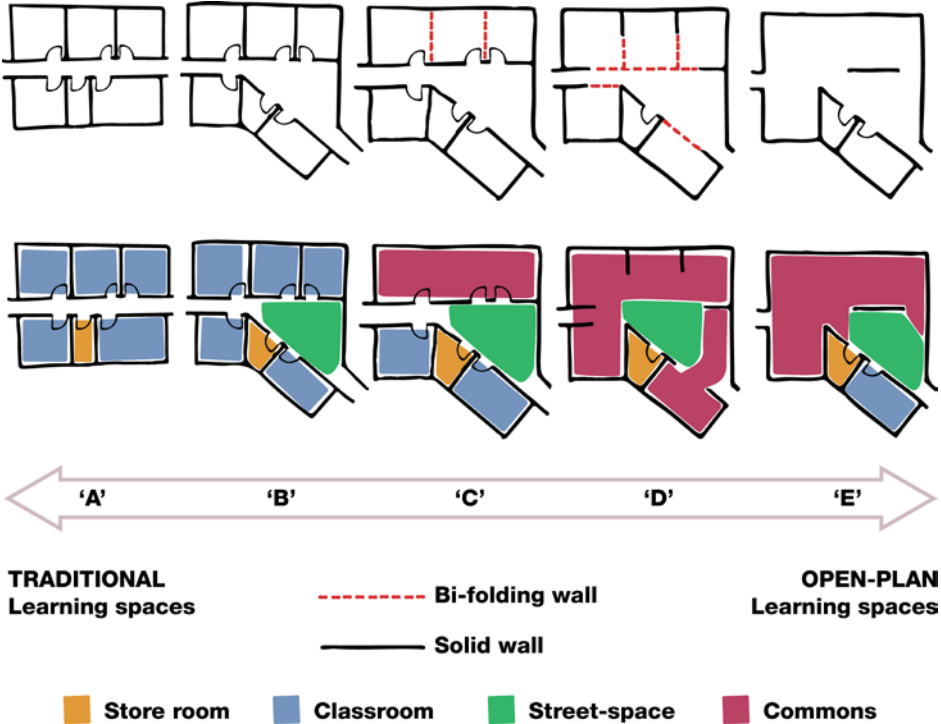 ‘A’ ‘B’ ‘C’ ‘D’ ‘E’
TRADITIONAL
Learning spaces
Bi-folding wall
Solid wall
OPEN-PLAN
Learning spaces
Store room Classroom Street-space Commons